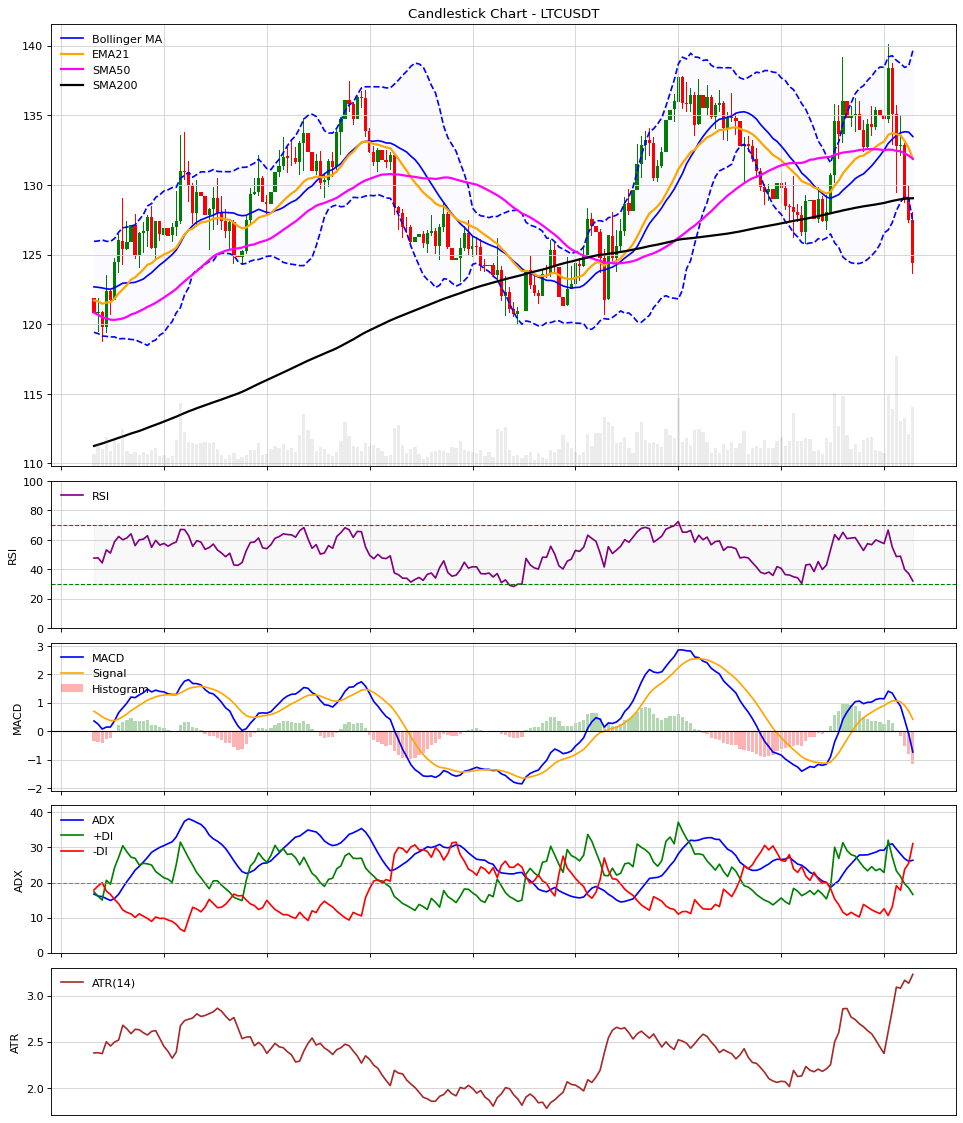 Candlestick Chart - LTCUSDT
Bollinger MA
EMA21
SMA50
SMA200
140
135
130
125
120
115
110
RSI
100
80
60
40
20
0
RSI
MACD
Signal
Histogram
3
2
1
0
−1
−2
MACD
ADX
+DI
-DI
40
30
20
10
0
ADX
ATR(14)
3.0
2.5
2.0
ATR